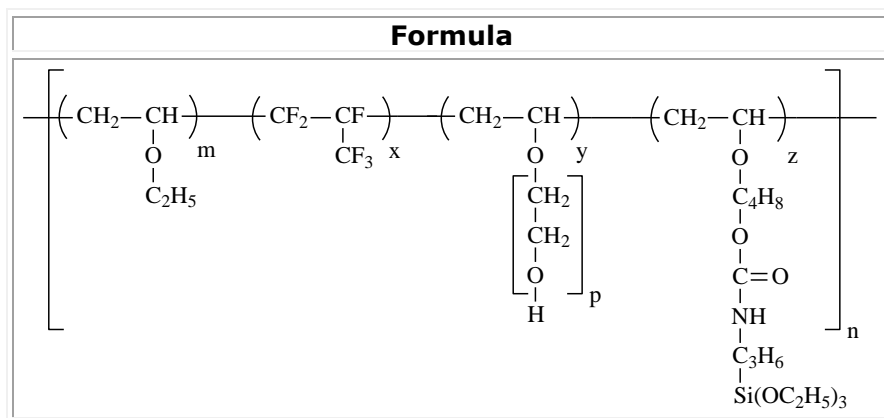 Formula
CH₂—CH CF₂—CF CH₂—CH CH₂—CH
m x y z
O CF₃ O O
C₂H₅ CH₂ C₄H₈
CH₂ O
O C=O
p
H NH
n
C₃H₆
Si(OC₂H₅)₃